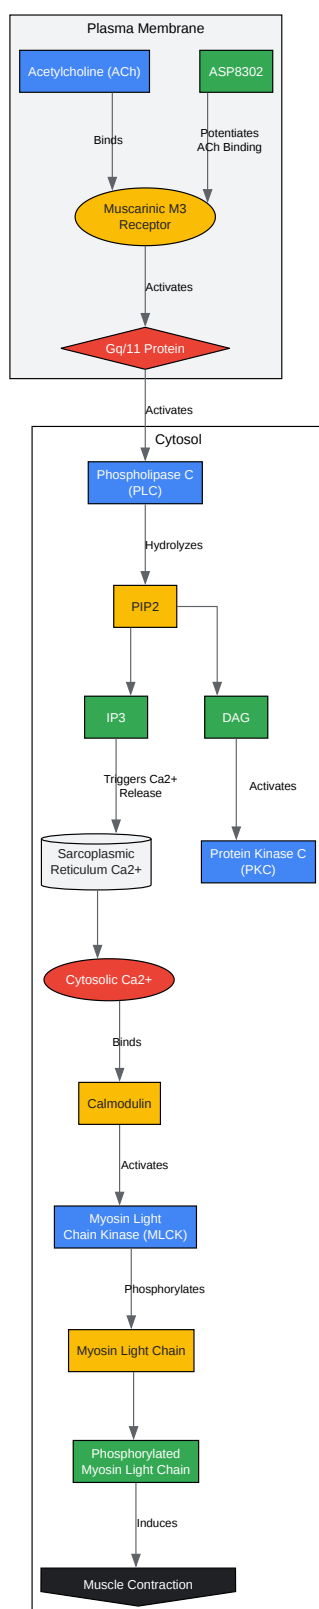 Plasma Membrane
Acetylcholine (ACh)
ASP8302
Binds
Potentiates
ACh Binding
Muscarinic M3
Receptor
Activates
Gq/11 Protein
Activates
Cytosol
Phospholipase C
(PLC)
Hydrolyzes
PIP2
IP3
DAG
Triggers Ca2+
Release
Activates
Sarcoplasmic
Reticulum Ca2+
Protein Kinase C
(PKC)
Cytosolic Ca2+
Binds
Calmodulin
Activates
Myosin Light
Chain Kinase (MLCK)
Phosphorylates
Myosin Light Chain
Phosphorylated
Myosin Light Chain
Induces
Muscle Contraction